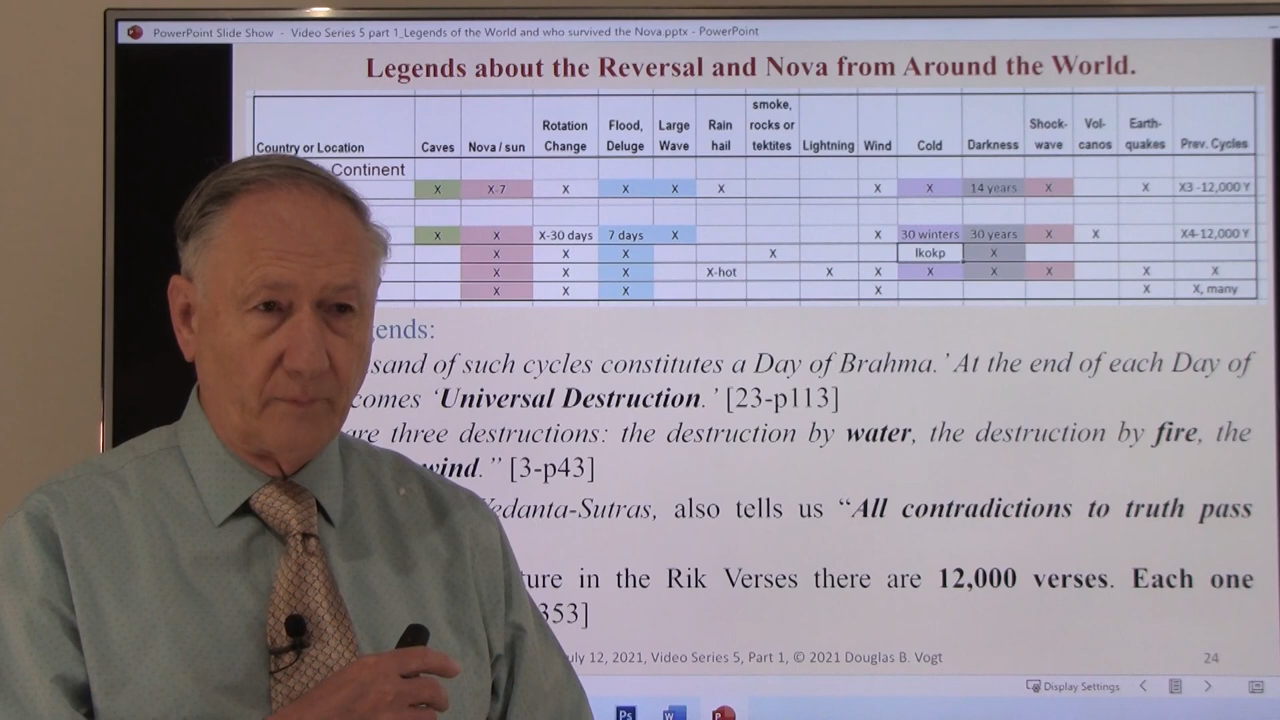 PowerPoint Slide Show - Video Series 5 part 1_Legends of the World and who survived the Nova.pptx - PowerPoint
Legends about the Reversal and Nova from Around the World.
Country or Location Caves Nova / sun Rotation Change Flood, Deluge Large Wave Rain hail smoke, rocks or tektites Lightning Wind Cold Darkness Shock-wave Vol-canos Earth-quakes Prev. Cycles
Continent
X X 7 X X X X X X 14 years X X X3 -12,000 Y
X X X-30 days 7 days X X 30 winters 30 years X X X4-12,000 Y
X X X X Ikokp X
X X X X-hot X X X X X X X
X X X X X X, many
ends:
sand of such cycles constitutes a Day of Brahma.’ At the end of each Day of
comes ‘Universal Destruction.’ [23-p113]
are three destructions: the destruction by water, the destruction by fire, the
wind.” [3-p43]
Vedanta-Sutras, also tells us “All contradictions to truth pass
ture in the Rik Verses there are 12,000 verses. Each one
353]
uly 12, 2021, Video Series 5, Part 1, © 2021 Douglas B. Vogt 24
Display Settings
Ps W P